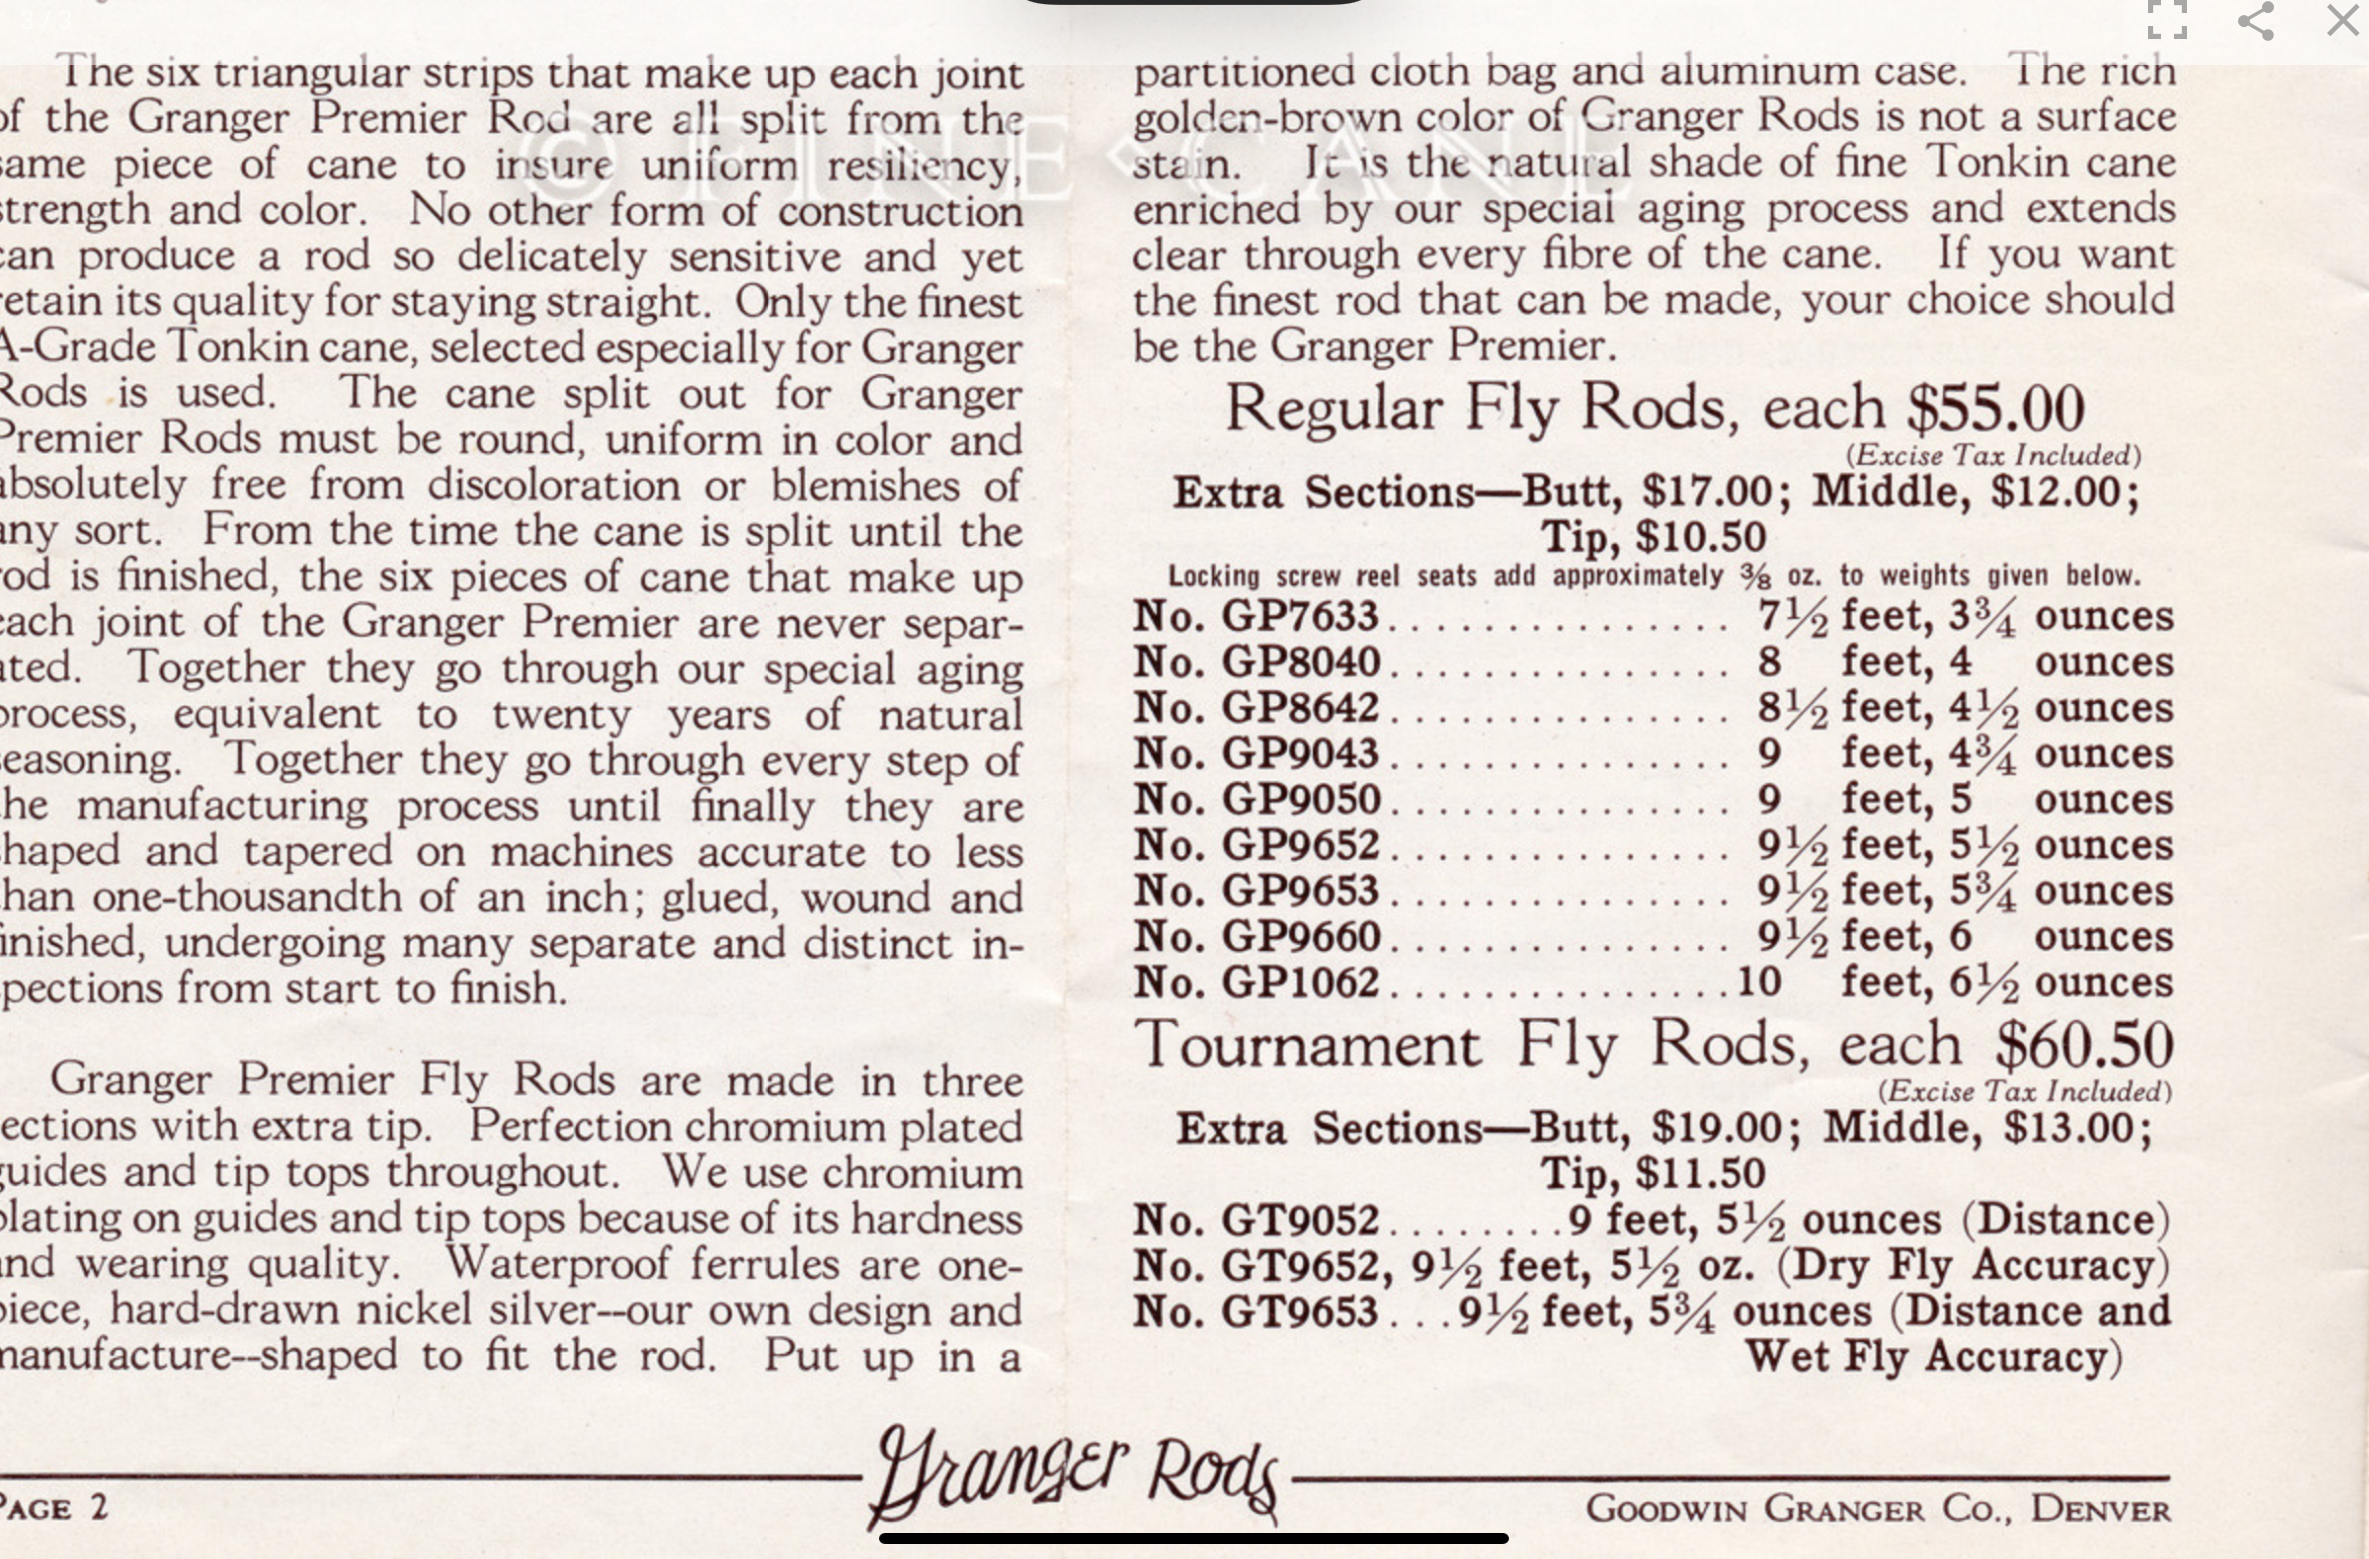 The six triangular strips that make up each joint
of the Granger Premier Rod are all split from the
same piece of cane to insure uniform resiliency,
strength and color. No other form of construction
can produce a rod so delicately sensitive and yet
retain its quality for staying straight. Only the finest
A-Grade Tonkin cane, selected especially for Granger
Rods is used. The cane split out for Granger
Premier Rods must be round, uniform in color and
absolutely free from discoloration or blemishes of
any sort. From the time the cane is split until the
rod is finished, the six pieces of cane that make up
each joint of the Granger Premier are never separ-
ated. Together they go through our special aging
process, equivalent to twenty years of natural
seasoning. Together they go through every step of
the manufacturing process until finally they are
shaped and tapered on machines accurate to less
than one-thousandth of an inch; glued, wound and
finished, undergoing many separate and distinct in-
spections from start to finish.
Granger Premier Fly Rods are made in three
sections with extra tip. Perfection chromium plated
guides and tip tops throughout. We use chromium
plating on guides and tip tops because of its hardness
and wearing quality. Waterproof ferrules are one-
piece, hard-drawn nickel silver--our own design and
manufacture--shaped to fit the rod. Put up in a
partitioned cloth bag and aluminum case. The rich
golden-brown color of Granger Rods is not a surface
stain. It is the natural shade of fine Tonkin cane
enriched by our special aging process and extends
clear through every fibre of the cane. If you want
the finest rod that can be made, your choice should
be the Granger Premier.
Regular Fly Rods, each $55.00
(Excise Tax Included)
Extra Sections—Butt, $17.00; Middle, $12.00;
Tip, $10.50
Locking screw reel seats add approximately ⅜ oz. to weights given below.
No. GP7633............... 7½ feet, 3¾ ounces
No. GP8040............... 8 feet, 4 ounces
No. GP8642............... 8½ feet, 4½ ounces
No. GP9043............... 9 feet, 4¾ ounces
No. GP9050............... 9 feet, 5 ounces
No. GP9652............... 9½ feet, 5½ ounces
No. GP9653............... 9½ feet, 5¾ ounces
No. GP9660............... 9½ feet, 6 ounces
No. GP1062...............10 feet, 6½ ounces
Tournament Fly Rods, each $60.50
(Excise Tax Included)
Extra Sections—Butt, $19.00; Middle, $13.00;
Tip, $11.50
No. GT9052........9 feet, 5½ ounces (Distance)
No. GT9652, 9½ feet, 5½ oz. (Dry Fly Accuracy)
No. GT9653...9½ feet, 5¾ ounces (Distance and
Wet Fly Accuracy)
Granger Rods
PAGE 2
GOODWIN GRANGER CO., DENVER
© FINE CANE